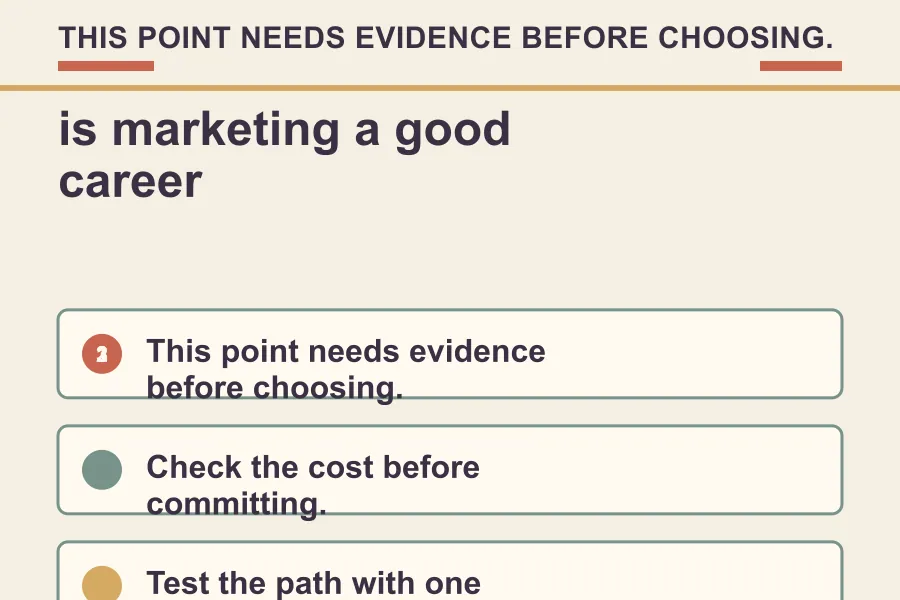 THIS POINT NEEDS EVIDENCE BEFORE CHOOSING.
is marketing a good
career
This point needs evidence
before choosing.
Check the cost before
committing.
Test the path with one